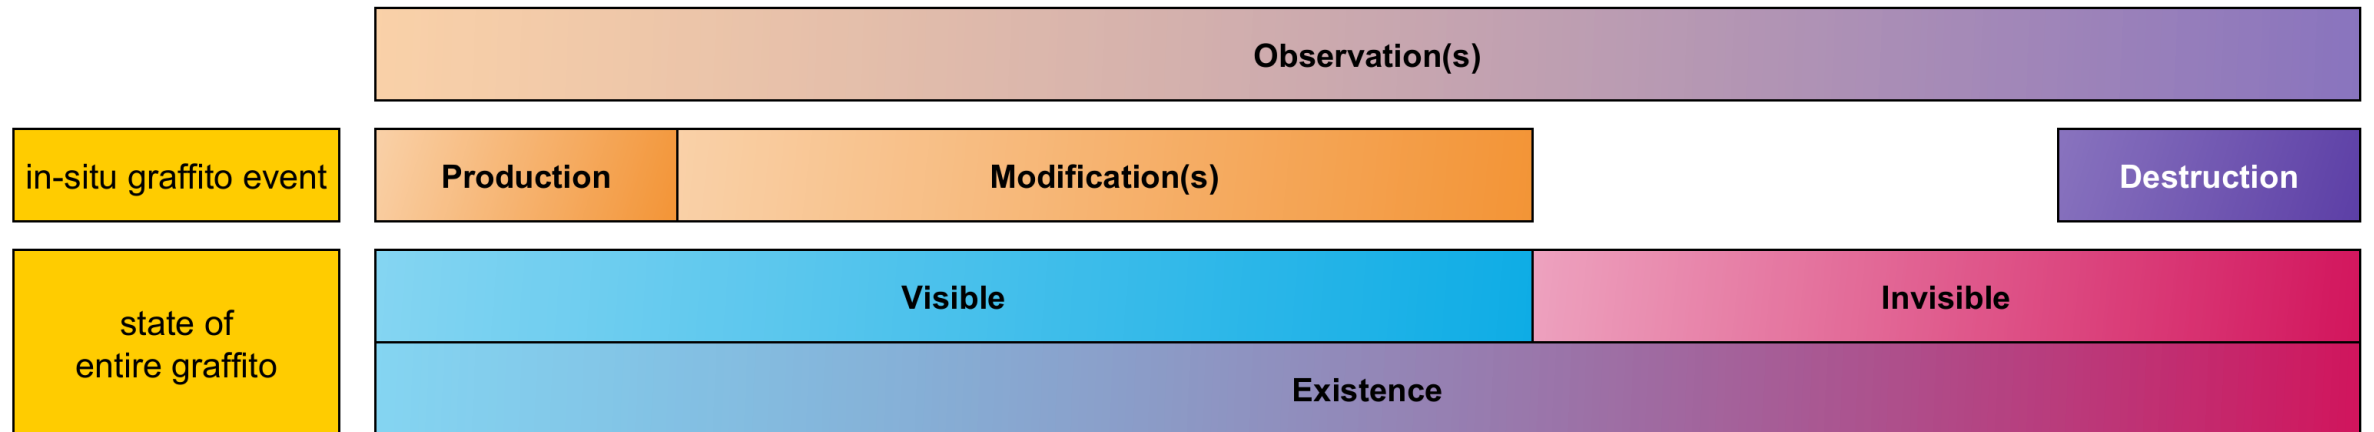 Observation(s)
in-situ graffito event
Production
Modification(s)
Destruction
state of
entire graffito
Visible
Invisible
Existence